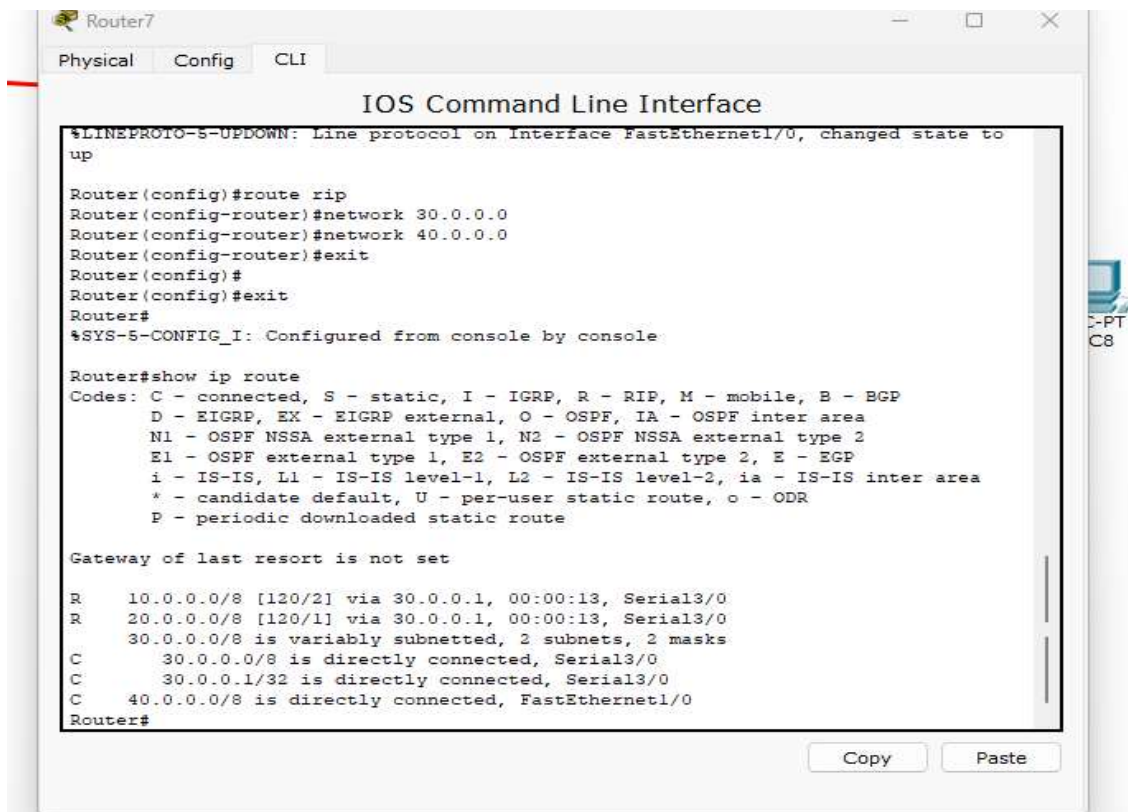 Router7
Physical Config CLI
IOS Command Line Interface
%LINEPROTO-5-UPDOWN: Line protocol on Interface FastEthernet1/0, changed state to
up
Router(config)#route rip
Router(config-router)#network 30.0.0.0
Router(config-router)#network 40.0.0.0
Router(config-router)#exit
Router(config)#
Router(config)#exit
Router#
%SYS-5-CONFIG_I: Configured from console by console
Router#show ip route
Codes: C - connected, S - static, I - IGRP, R - RIP, M - mobile, B - BGP
D - EIGRP, EX - EIGRP external, O - OSPF, IA - OSPF inter area
N1 - OSPF NSSA external type 1, N2 - OSPF NSSA external type 2
E1 - OSPF external type 1, E2 - OSPF external type 2, E - EGP
i - IS-IS, L1 - IS-IS level-1, L2 - IS-IS level-2, ia - IS-IS inter area
* - candidate default, U - per-user static route, o - ODR
P - periodic downloaded static route
Gateway of last resort is not set
R 10.0.0.0/8 [120/2] via 30.0.0.1, 00:00:13, Serial3/0
R 20.0.0.0/8 [120/1] via 30.0.0.1, 00:00:13, Serial3/0
30.0.0.0/8 is variably subnetted, 2 subnets, 2 masks
C 30.0.0.0/8 is directly connected, Serial3/0
C 30.0.0.1/32 is directly connected, Serial3/0
C 40.0.0.0/8 is directly connected, FastEthernet1/0
Router#
Copy Paste
-PT
C8